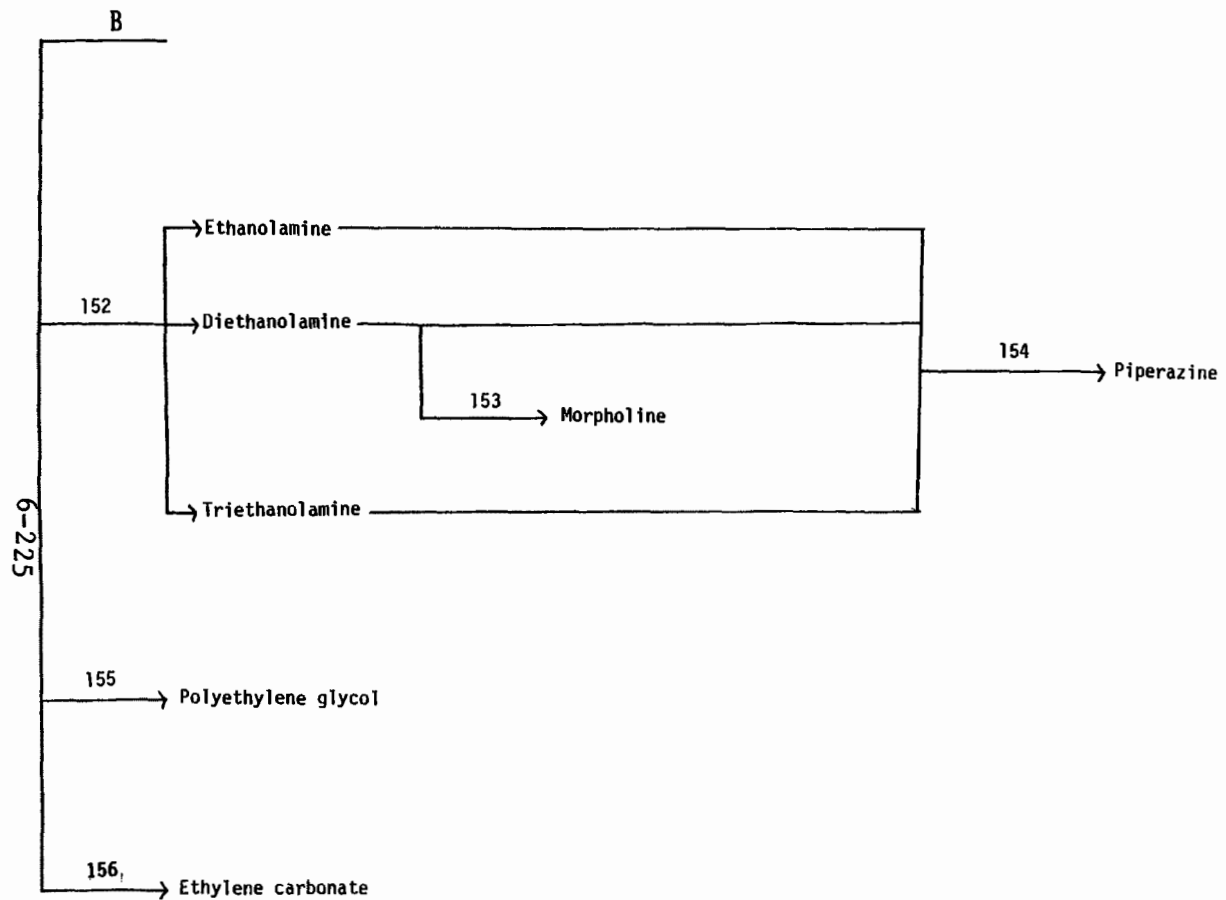 B
Ethanolamine
152
Diethanolamine
154
Piperazine
153
Morpholine
Triethanolamine
6-225
155
Polyethylene glycol
156
Ethylene carbonate